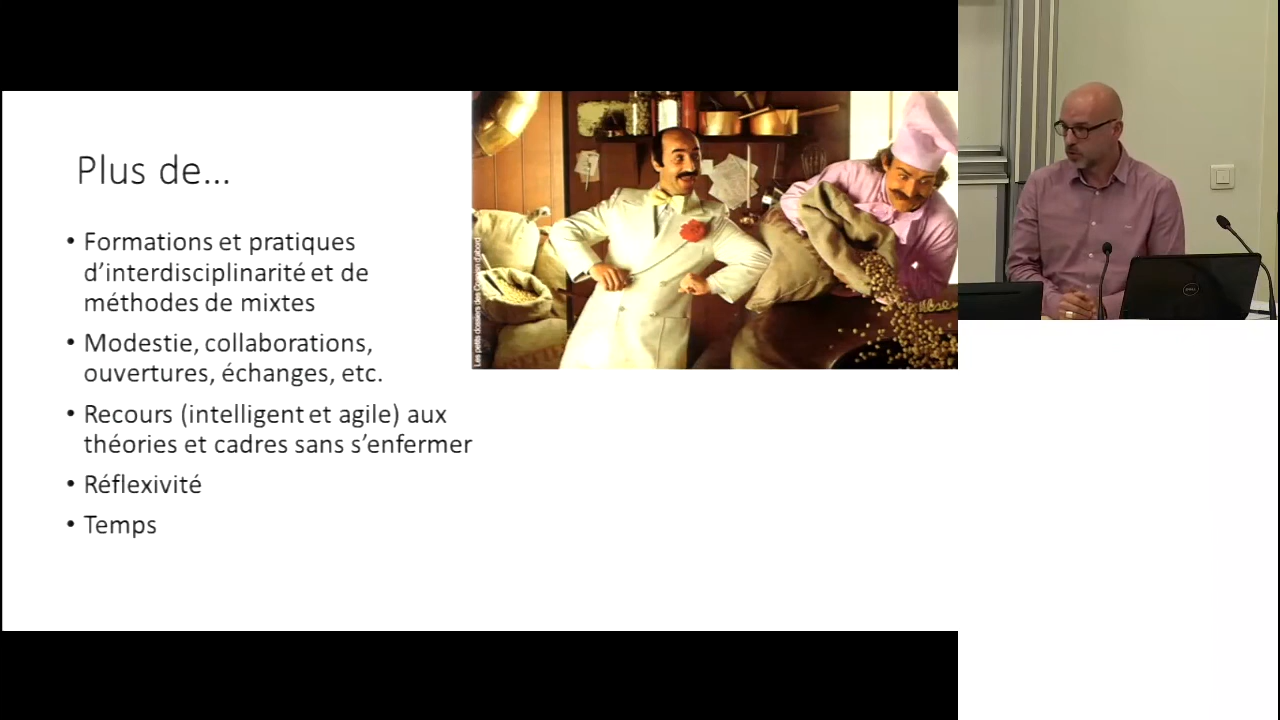 Plus de…
• Formations et pratiques
d’interdisciplinarité et de
méthodes de mixtes
• Modestie, collaborations,
ouvertures, échanges, etc.
• Recours (intelligent et agile) aux
théories et cadres sans s’enfermer
• Réflexivité
• Temps
DELL